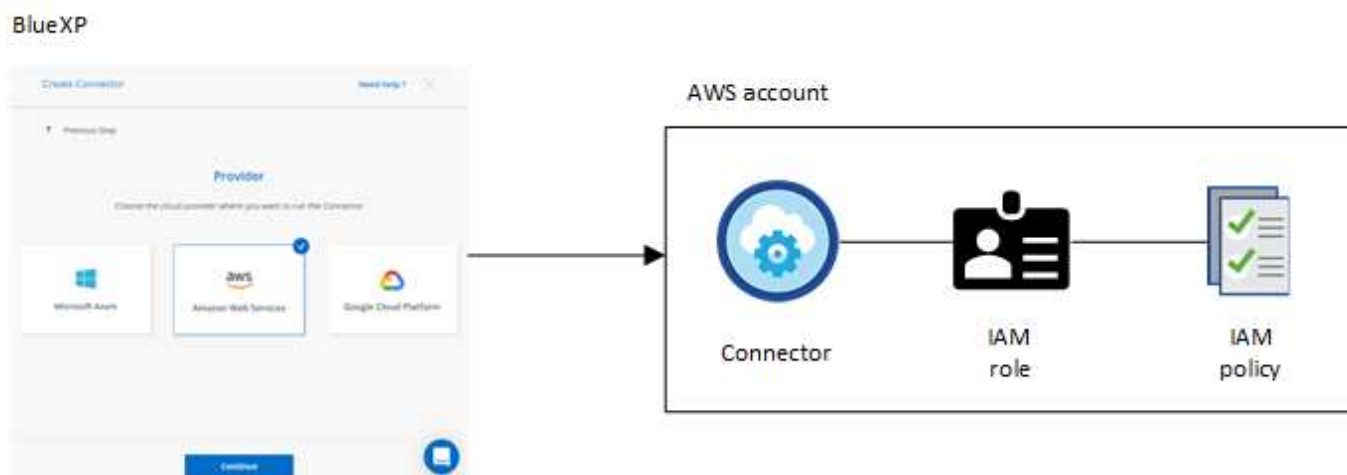 BlueXP
Create Connector
Need help?
Previous Step
Provider
Choose the cloud provider where you want to run the Connector
Microsoft Azure
aws
Amazon Web Services
Google Cloud Platform
Continue
AWS account
Connector
IAM
role
IAM
policy